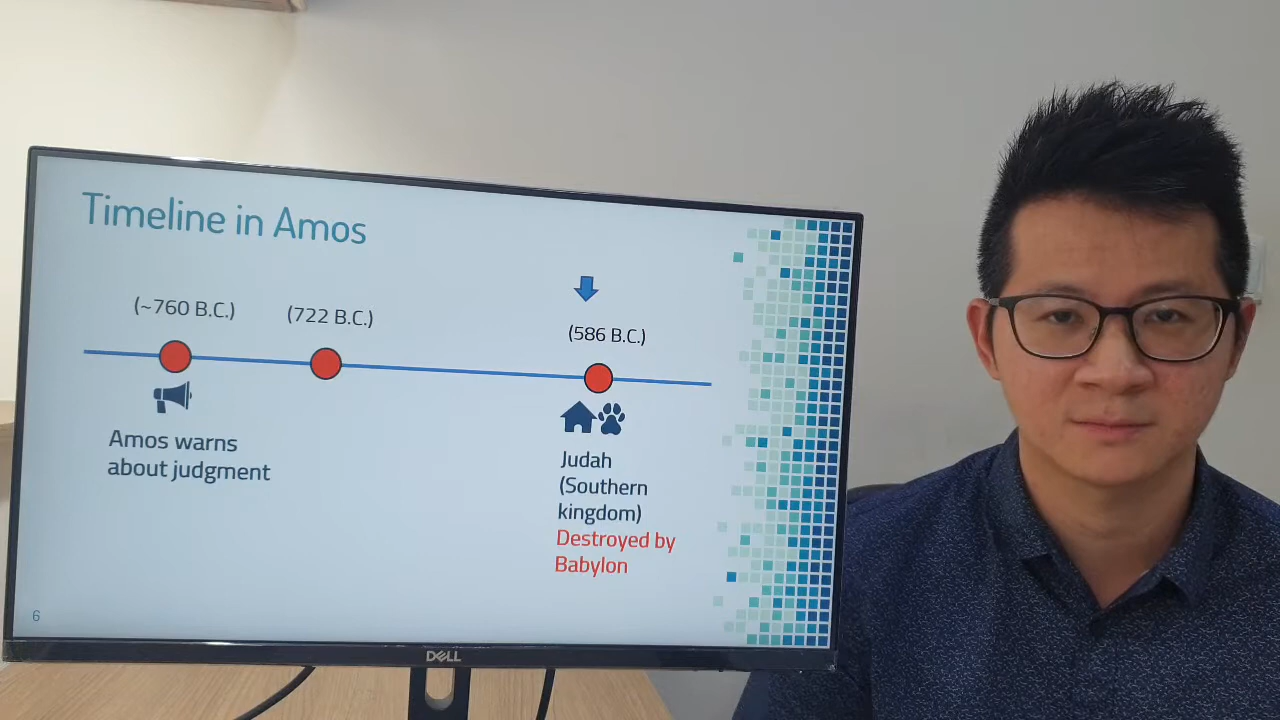 Timeline in Amos
(~760 B.C.)
(722 B.C.)
(586 B.C.)
Amos warns
about judgment
Judah
(Southern
kingdom)
Destroyed by
Babylon
6
DELL